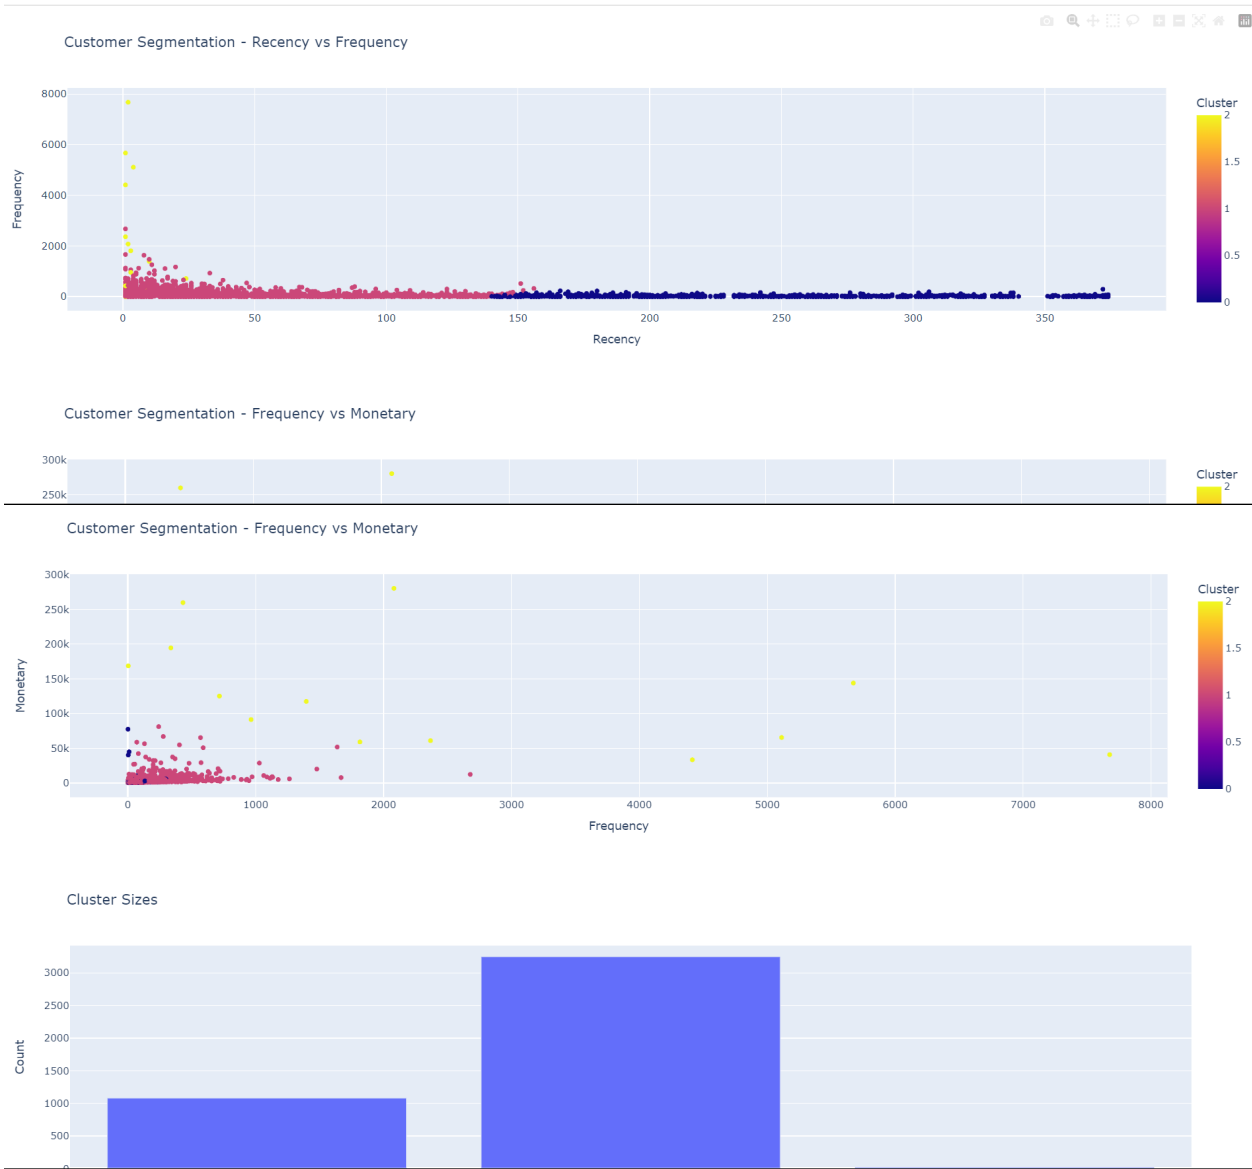 Customer Segmentation - Recency vs Frequency
8000
6000
4000
2000
0
Frequency
0 50 100 150 200 250 300 350
Recency
Cluster
2
1.5
1
0.5
0
Customer Segmentation - Frequency vs Monetary
300k
250k
Cluster
2
Customer Segmentation - Frequency vs Monetary
300k
250k
200k
150k
100k
50k
0
Monetary
0 1000 2000 3000 4000 5000 6000 7000 8000
Frequency
Cluster
2
1.5
1
0.5
0
Cluster Sizes
3000
2500
2000
1500
1000
500
0
Count